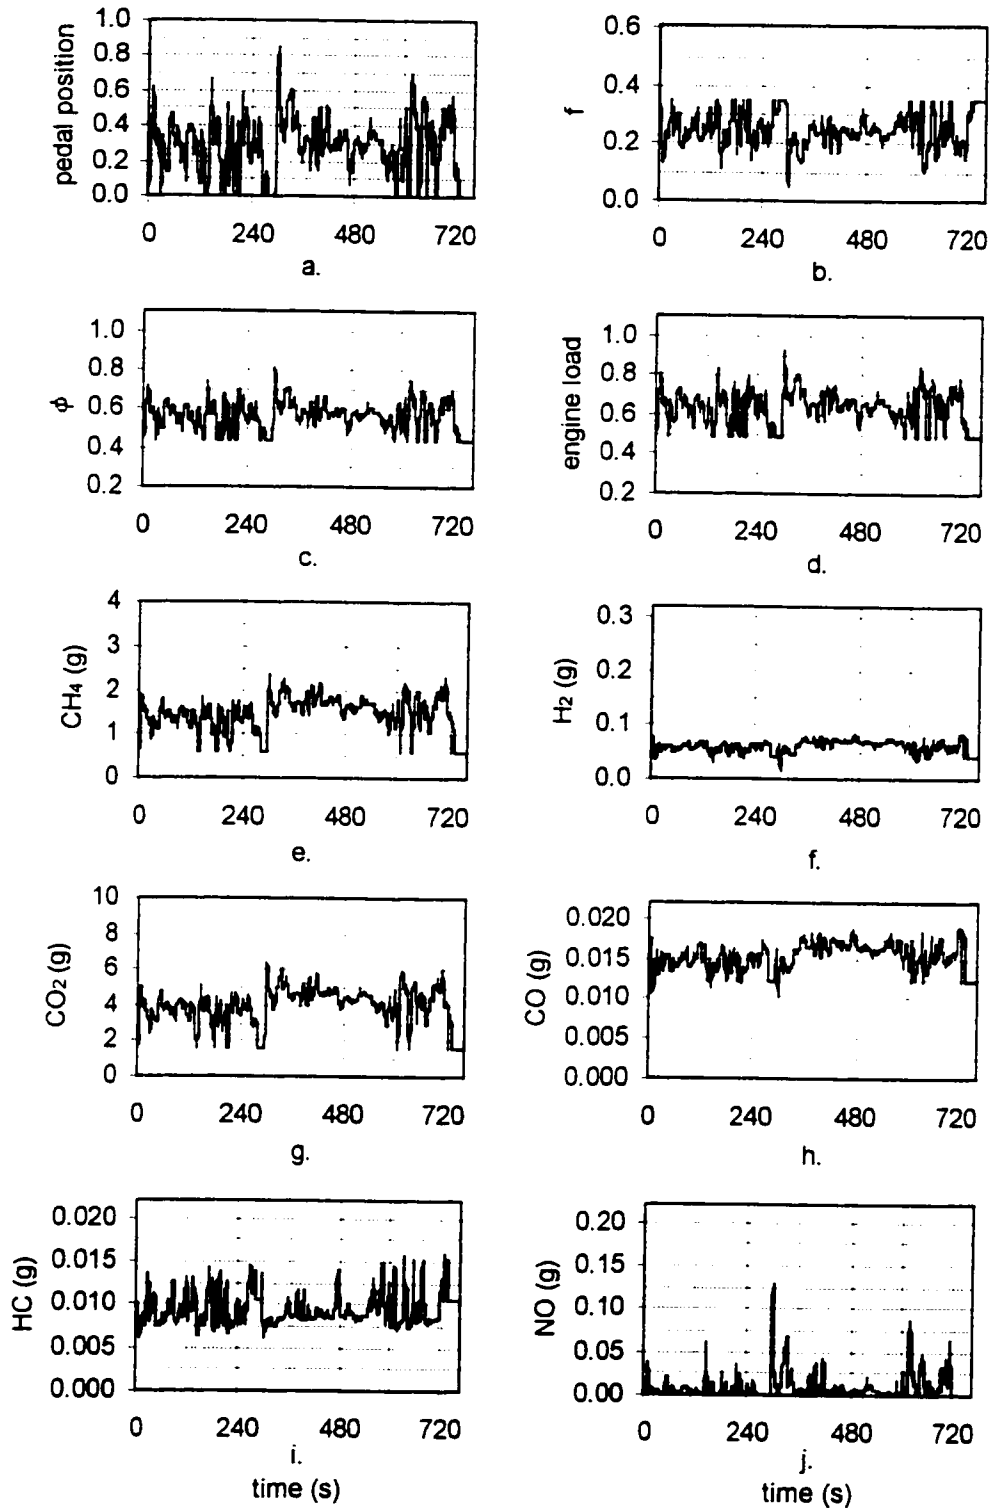 pedal position
1.0
0.8
0.6
0.4
0.2
0.0
0 240 480 720
a.
f
0.6
0.4
0.2
0.0
0 240 480 720
b.
ϕ
1.0
0.8
0.6
0.4
0.2
0 240 480 720
c.
engine load
1.0
0.8
0.6
0.4
0.2
0 240 480 720
d.
CH4 (g)
4
3
2
1
0
0 240 480 720
e.
H2 (g)
0.3
0.2
0.1
0.0
0 240 480 720
f.
CO2 (g)
10
8
6
4
2
0
0 240 480 720
g.
CO (g)
0.020
0.015
0.010
0.005
0.000
0 240 480 720
h.
HC (g)
0.020
0.015
0.010
0.005
0.000
0 240 480 720
i.
time (s)
NO (g)
0.20
0.15
0.10
0.05
0.00
0 240 480 720
j.
time (s)